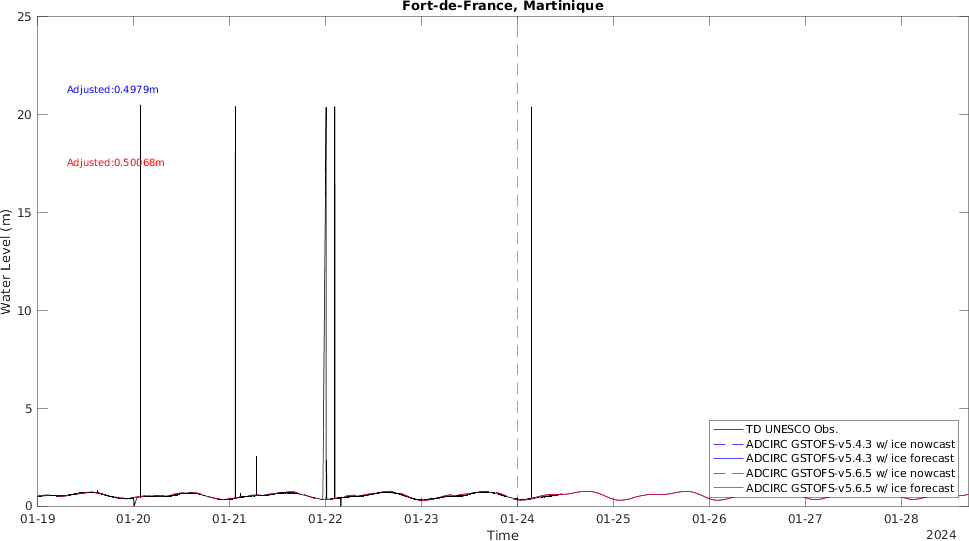 Fort-de-France, Martinique
25
20
15
10
5
0
Water Level (m)
Adjusted:0.4979m
Adjusted:0.50068m
TD UNESCO Obs.
ADCIRC GSTOFS-v5.4.3 w/ ice nowcast
ADCIRC GSTOFS-v5.4.3 w/ ice forecast
ADCIRC GSTOFS-v5.6.5 w/ ice nowcast
ADCIRC GSTOFS-v5.6.5 w/ ice forecast
01-19 01-20 01-21 01-22 01-23 01-24 01-25 01-26 01-27 01-28
Time
2024